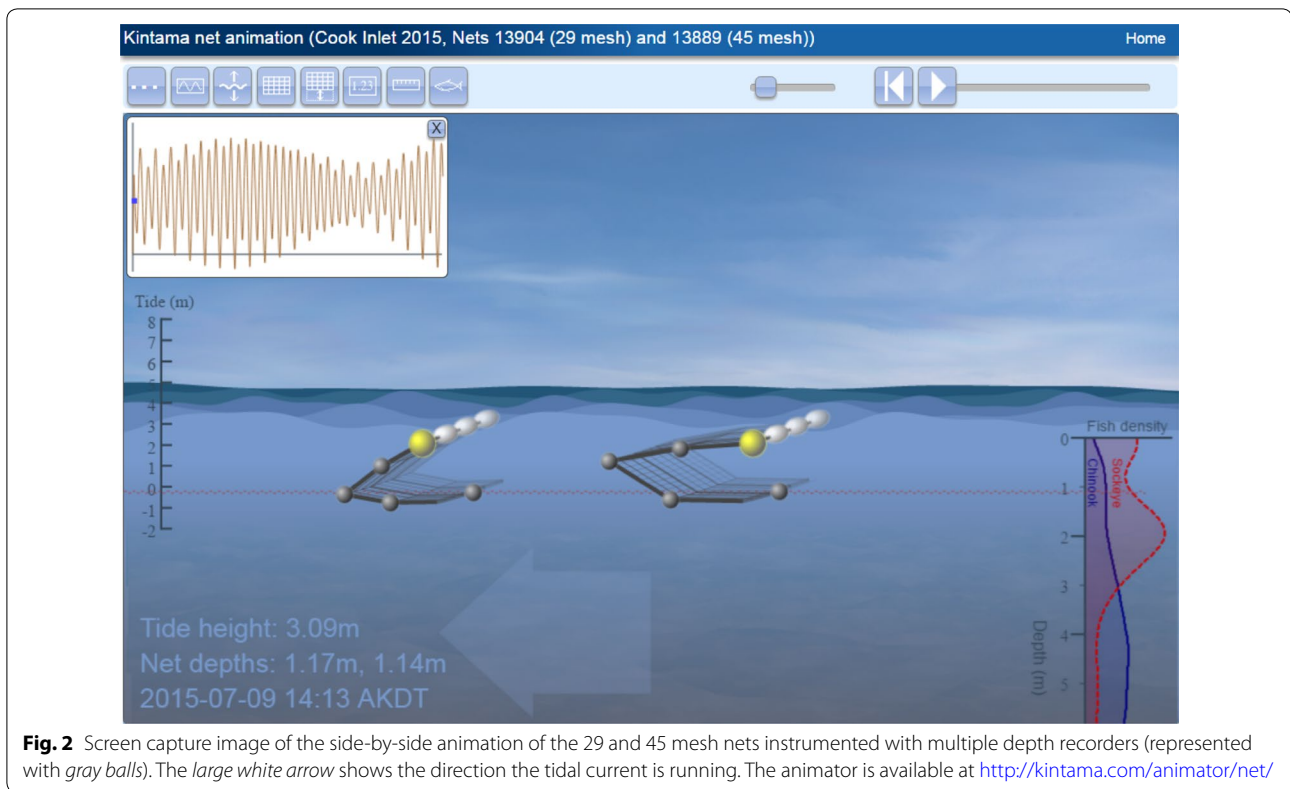 Kintama net animation (Cook Inlet 2015, Nets 13904 (29 mesh) and 13889 (45 mesh))
Home
1.23
X
Tide (m)
8
7
6
5
4
3
2
1
0
-1
-2
Fish density
0
1
2
3
4
5
Chinook
Sockeye
Depth (m)
Tide height: 3.09m
Net depths: 1.17m, 1.14m
2015-07-09 14:13 AKDT
Fig. 2 Screen capture image of the side-by-side animation of the 29 and 45 mesh nets instrumented with multiple depth recorders (represented
with gray balls). The large white arrow shows the direction the tidal current is running. The animator is available at http://kintama.com/animator/net/